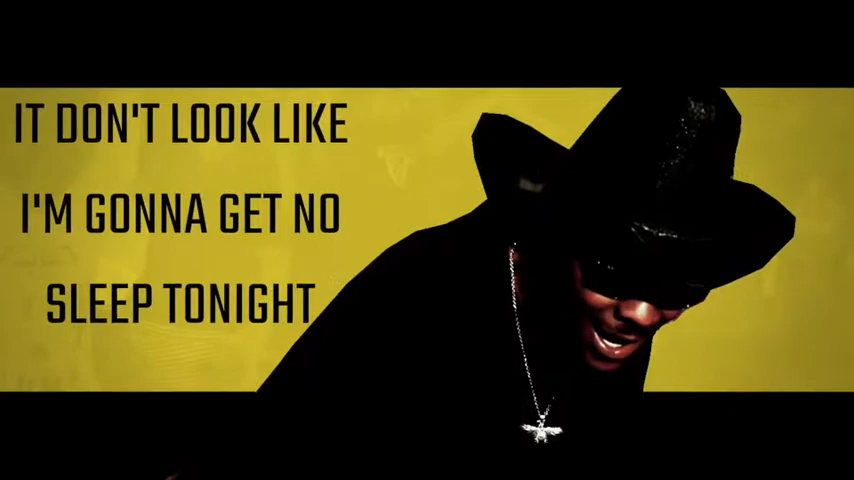 IT DON'T LOOK LIKE
I'M GONNA GET NO
SLEEP TONIGHT